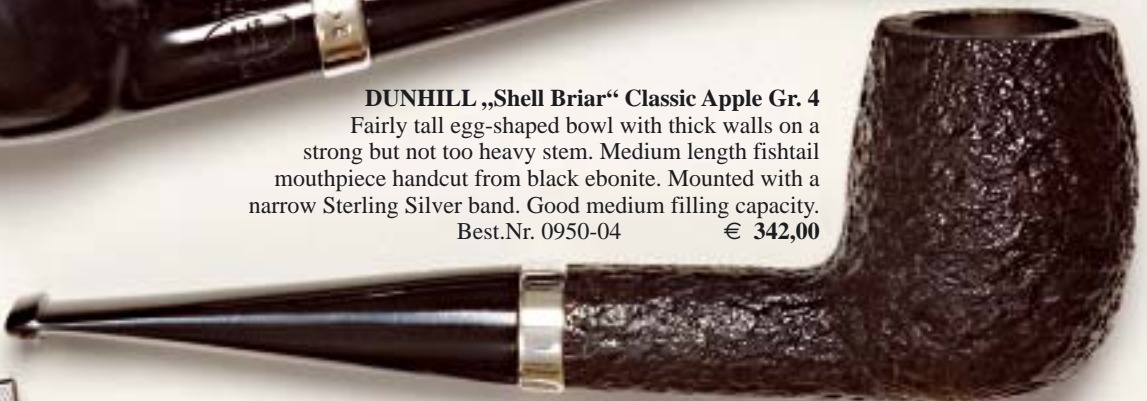 DUNHILL „Shell Briar“ Classic Apple Gr. 4
Fairly tall egg-shaped bowl with thick walls on a
strong but not too heavy stem. Medium length fishtail
mouthpiece handcut from black ebonite. Mounted with a
narrow Sterling Silver band. Good medium filling capacity.
Best.Nr. 0950-04 € 342,00